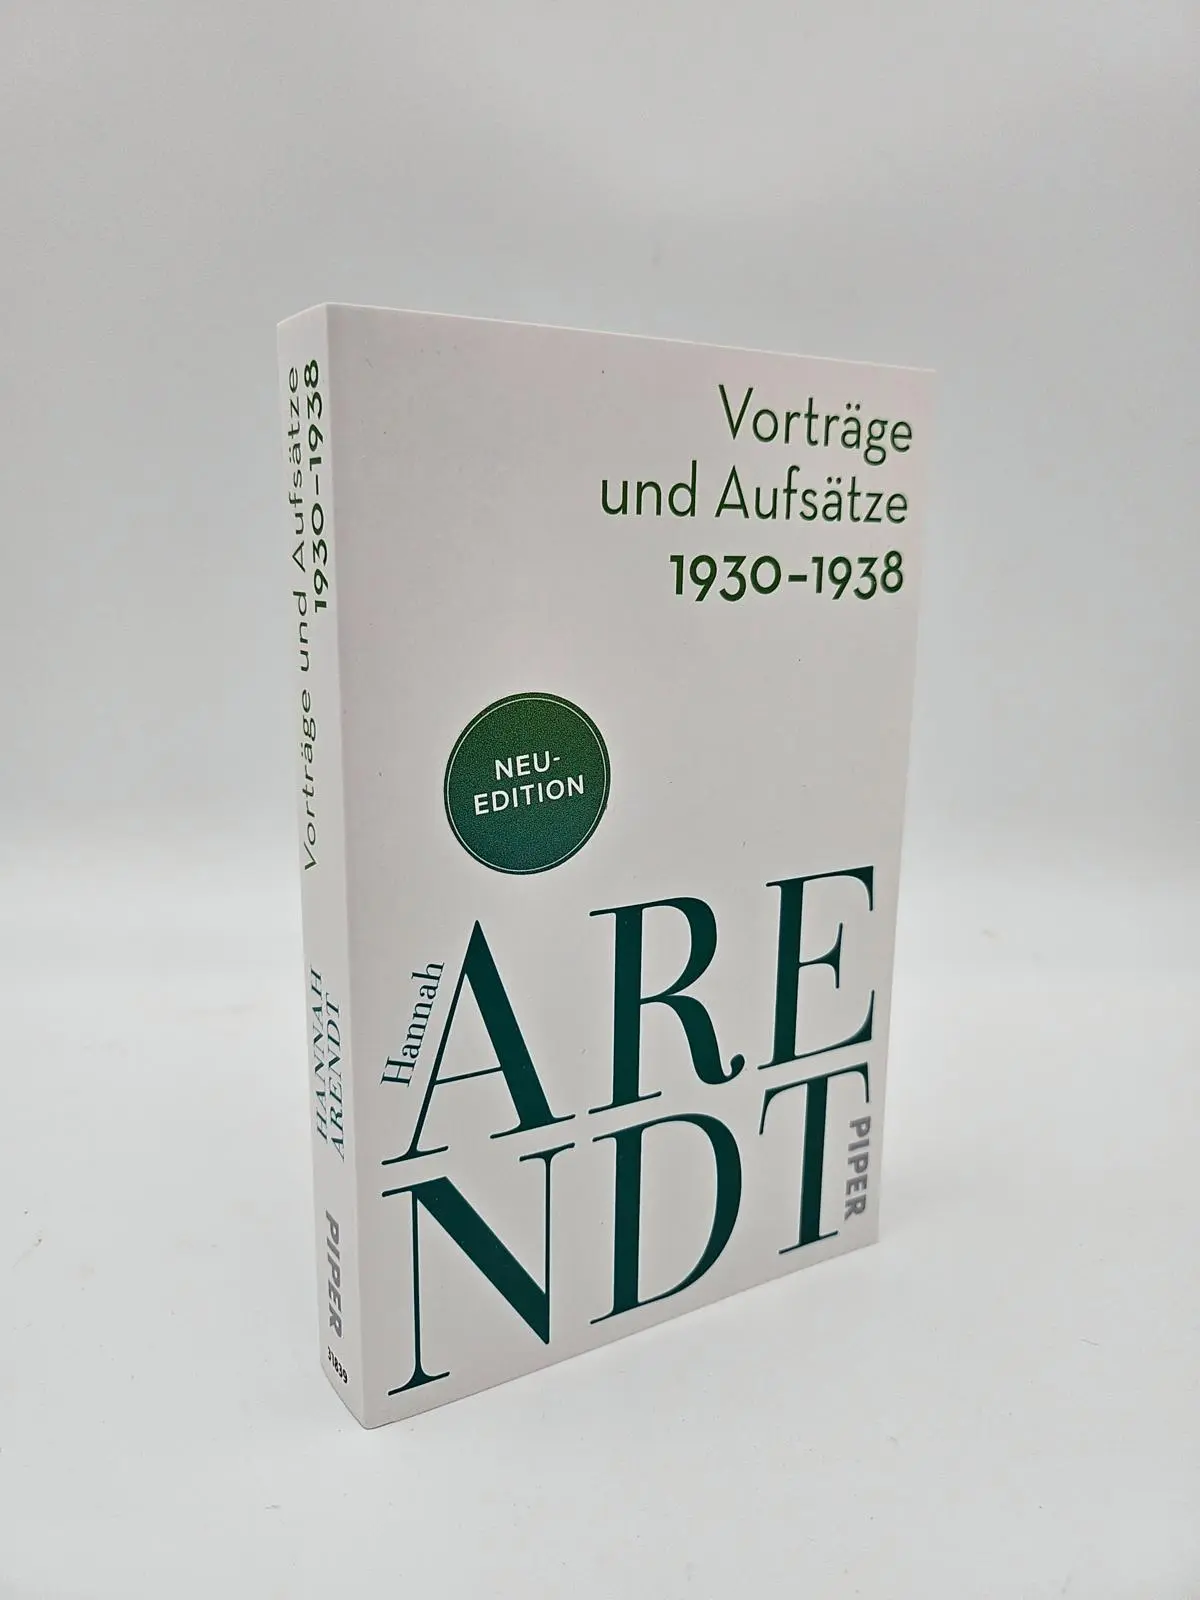 Vorträge und Aufsätze
1930–1938
HANNAH
ARENDT
PIPER
31839
Vorträge
und Aufsätze
1930–1938
NEU-
EDITION
Hannah
ARE
NDT
PIPER